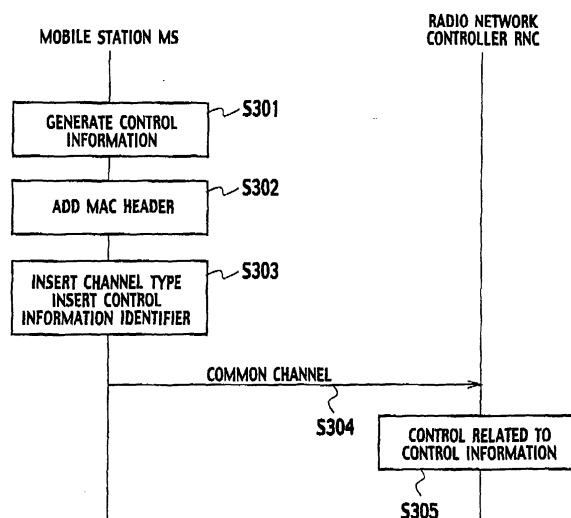 MOBILE STATION MS
RADIO NETWORK
CONTROLLER RNC
GENERATE CONTROL
INFORMATION
S301
ADD MAC HEADER
S302
INSERT CHANNEL TYPE
INSERT CONTROL
INFORMATION IDENTIFIER
S303
COMMON CHANNEL
S304
CONTROL RELATED TO
CONTROL INFORMATION
S305